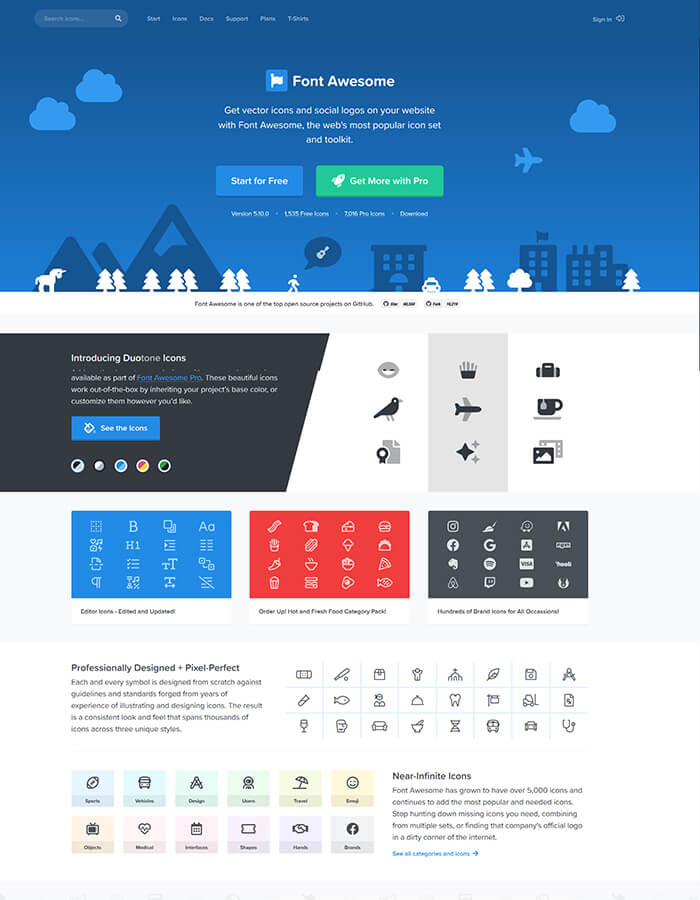 Search icons...
Start
Icons
Docs
Support
Plans
T-Shirts
Sign In
Font Awesome
Get vector icons and social logos on your website
with Font Awesome, the web's most popular icon set
and toolkit.
Start for Free
Get More with Pro
Version 5.10.0 · 1,535 Free Icons · 7,016 Pro Icons · Download
Font Awesome is one of the top open source projects on GitHub.
Star
Fork
Introducing Duotone Icons
available as part of Font Awesome Pro. These beautiful icons
work out-of-the-box by inheriting your project's base color, or
customize them however you'd like.
See the Icons
B
Aa
H1
TT
T
VISA
npm
hooli
Editor Icons - Edited and Updated!
Order Up! Hot and Fresh Food Category Pack!
Hundreds of Brand Icons for All Occassions!
Professionally Designed + Pixel-Perfect
Each and every symbol is designed from scratch against
guidelines and standards forged from years of
experience of illustrating and designing icons. The result
is a consistent look and feel that spans thousands of
icons across three unique styles.
Sports
Vehicles
Design
Users
Travel
Emoji
Objects
Medical
Interfaces
Shapes
Hands
Brands
Near-Infinite Icons
Font Awesome has grown to have over 5,000 icons and
continues to add the most popular and needed icons.
Stop hunting down missing icons you need, combining
from multiple sets, or finding that company's official logo
in a dirty corner of the internet.
See all categories and icons